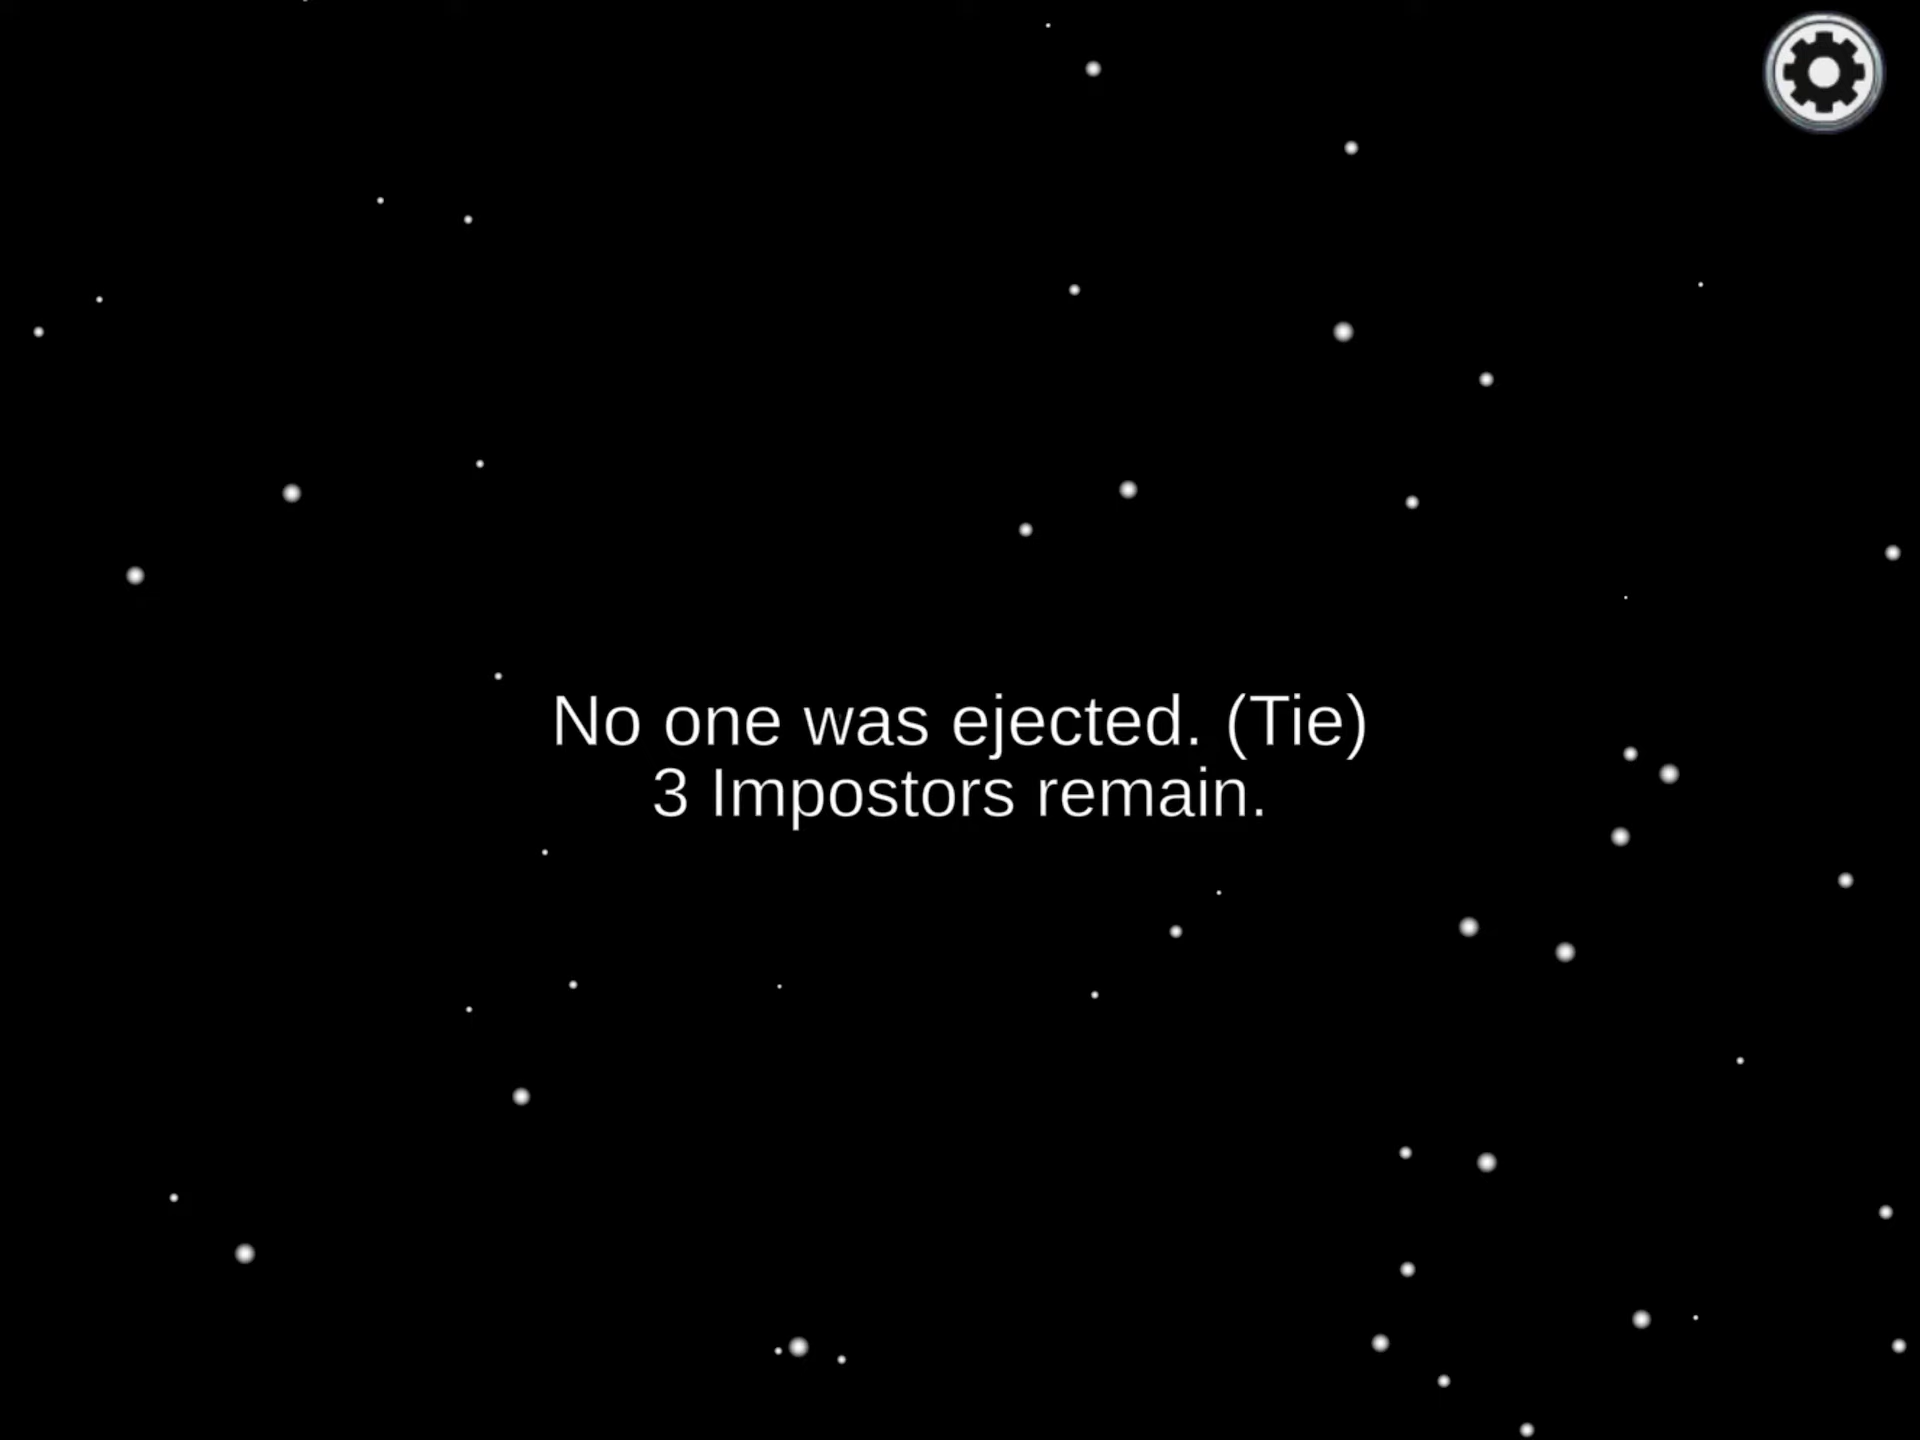 No one was ejected. (Tie)
3 Impostors remain.